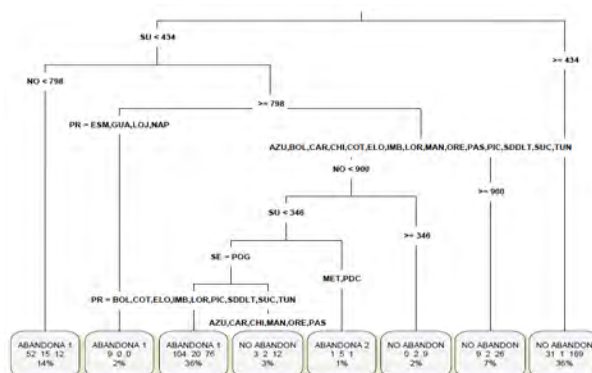 SU < 434
>= 434
NO < 798
>= 798
PR = ESM,GUA,LOJ,NAP
AZU,BOL,CAR,CHI,COT,ELO,IMB,LOR,MAN,ORE,PAS,PIC,SDDLT,SUC,TUN
NO < 900
>= 900
SU < 346
>= 346
SE = POG
MET,PDC
PR = BOL,COT,ELO,IMB,LOR,PIC,SDDLT,SUC,TUN
AZU,CAR,CHI,MAN,ORE,PAS
ABANDONA 1 ABANDONA 1 ABANDONA 1 NO ABANDON ABANDONA 2 NO ABANDON NO ABANDON NO ABANDON
52 15 12 9 0 0 104 20 76 3 2 12 1 5 1 0 2 9 9 2 26 31 1 169
14% 2% 36% 3% 1% 2% 7% 36%